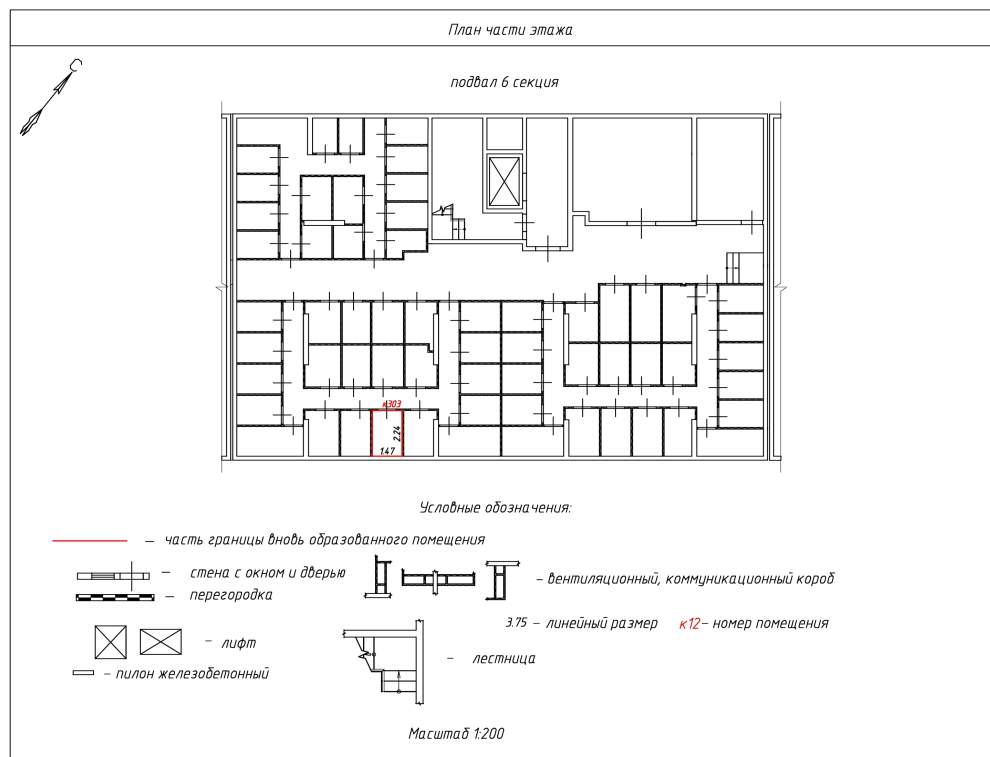 План части этажа
С
подвал 6 секция
к303
2.24
1.47
Условные обозначения:
— часть границы вновь образованного помещения
— стена с окном и дверью
— перегородка
— вентиляционный, коммуникационный короб
3.75 — линейный размер к12 — номер помещения
— лифт
— лестница
— пилон железобетонный
Масштаб 1:200